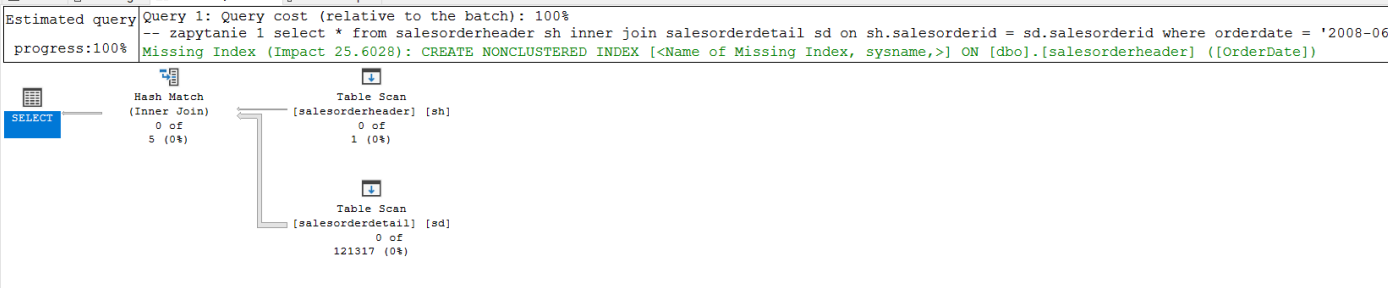 Estimated query
progress:100%
Query 1: Query cost (relative to the batch): 100%
-- zapytanie 1 select * from salesorderheader sh inner join salesorderdetail sd on sh.salesorderid = sd.salesorderid where orderdate = '2008-06
Missing Index (Impact 25.6028): CREATE NONCLUSTERED INDEX [<Name of Missing Index, sysname,>] ON [dbo].[salesorderheader] ([OrderDate])
SELECT
Hash Match
(Inner Join)
0 of
5 (0%)
Table Scan
[salesorderheader] [sh]
0 of
1 (0%)
Table Scan
[salesorderdetail] [sd]
0 of
121317 (0%)